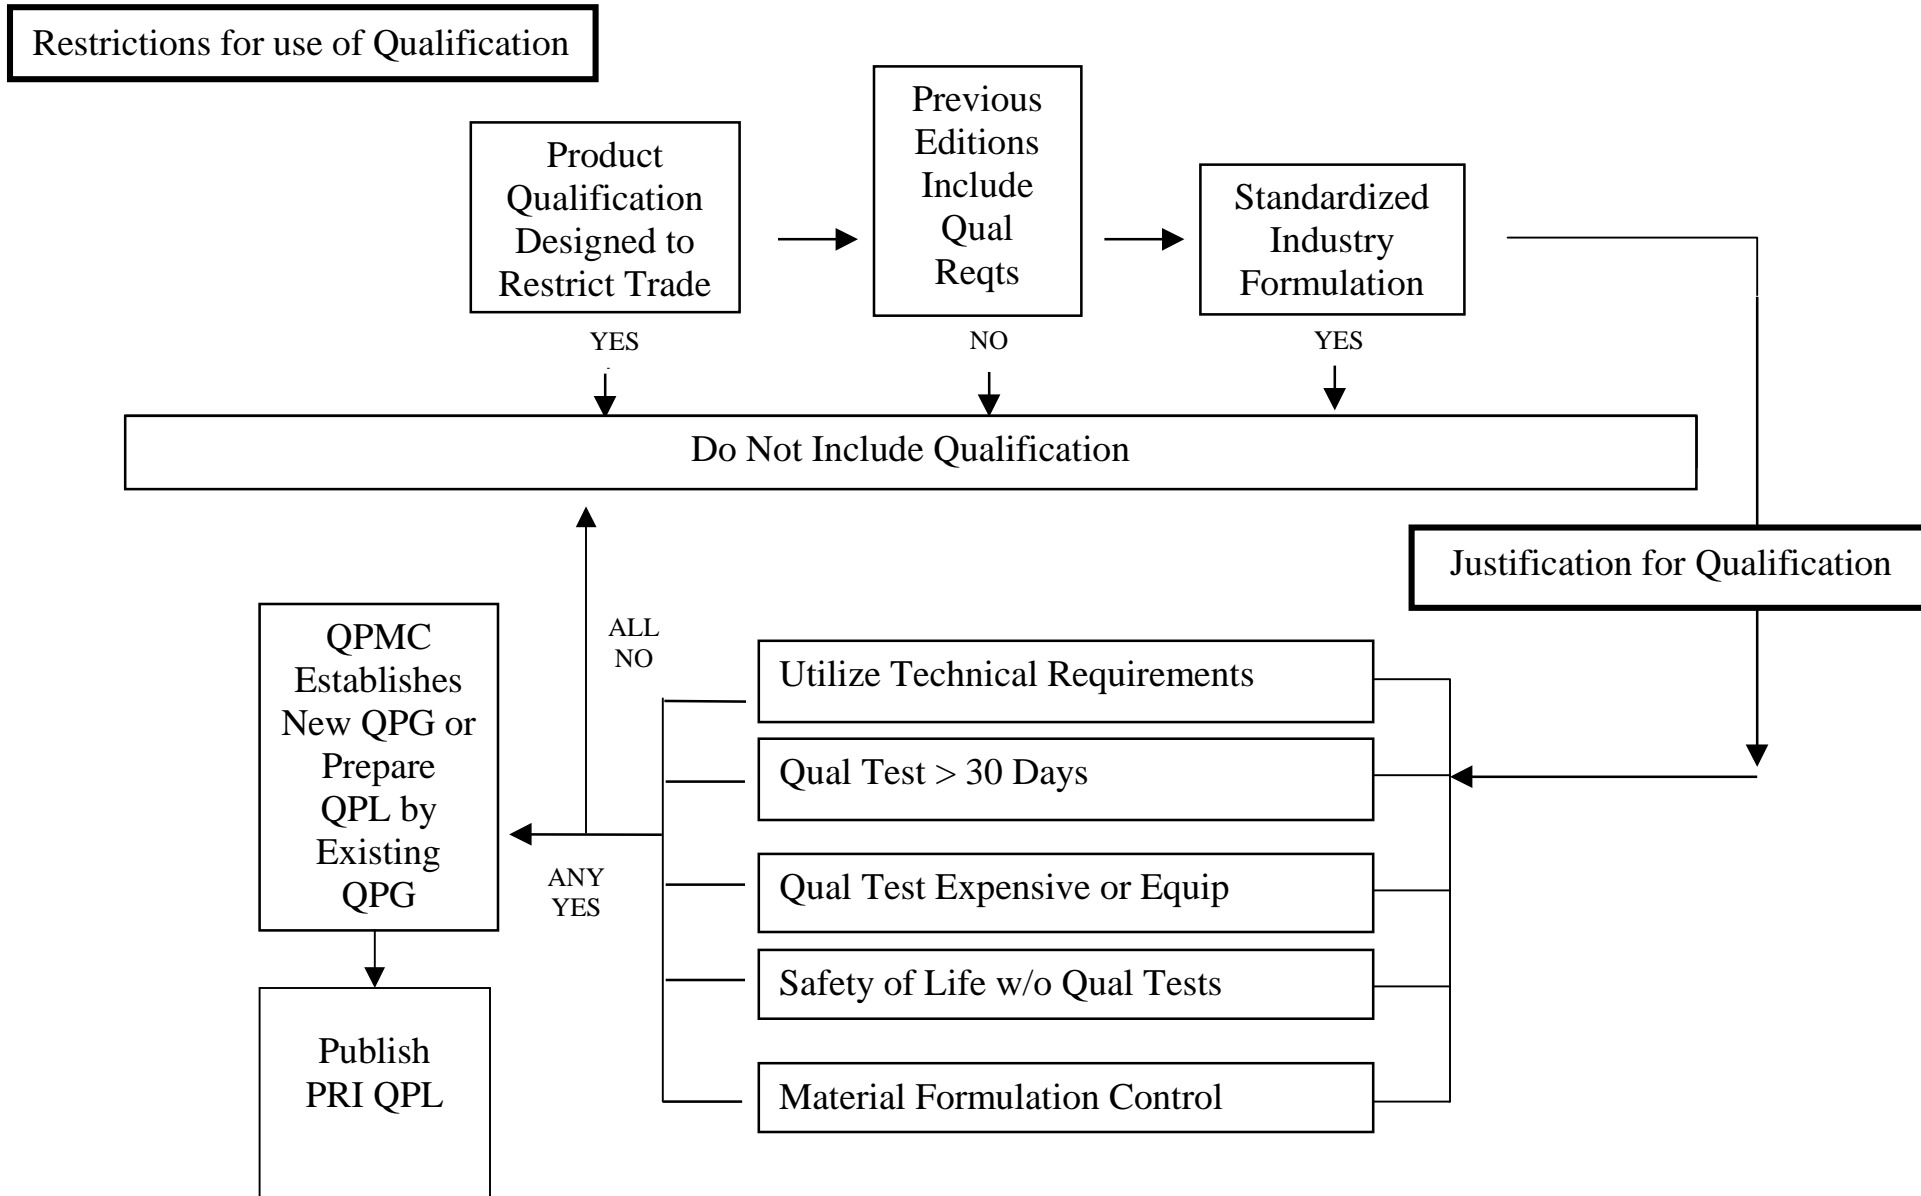 Restrictions for use of Qualification
Product
Qualification
Designed to
Restrict Trade
Previous
Editions
Include
Qual
Reqts
Standardized
Industry
Formulation
YES
NO
YES
Do Not Include Qualification
Justification for Qualification
QPMC
Establishes
New QPG or
Prepare
QPL by
Existing
QPG
ALL
NO
ANY
YES
Utilize Technical Requirements
Qual Test > 30 Days
Qual Test Expensive or Equip
Safety of Life w/o Qual Tests
Material Formulation Control
Publish
PRI QPL